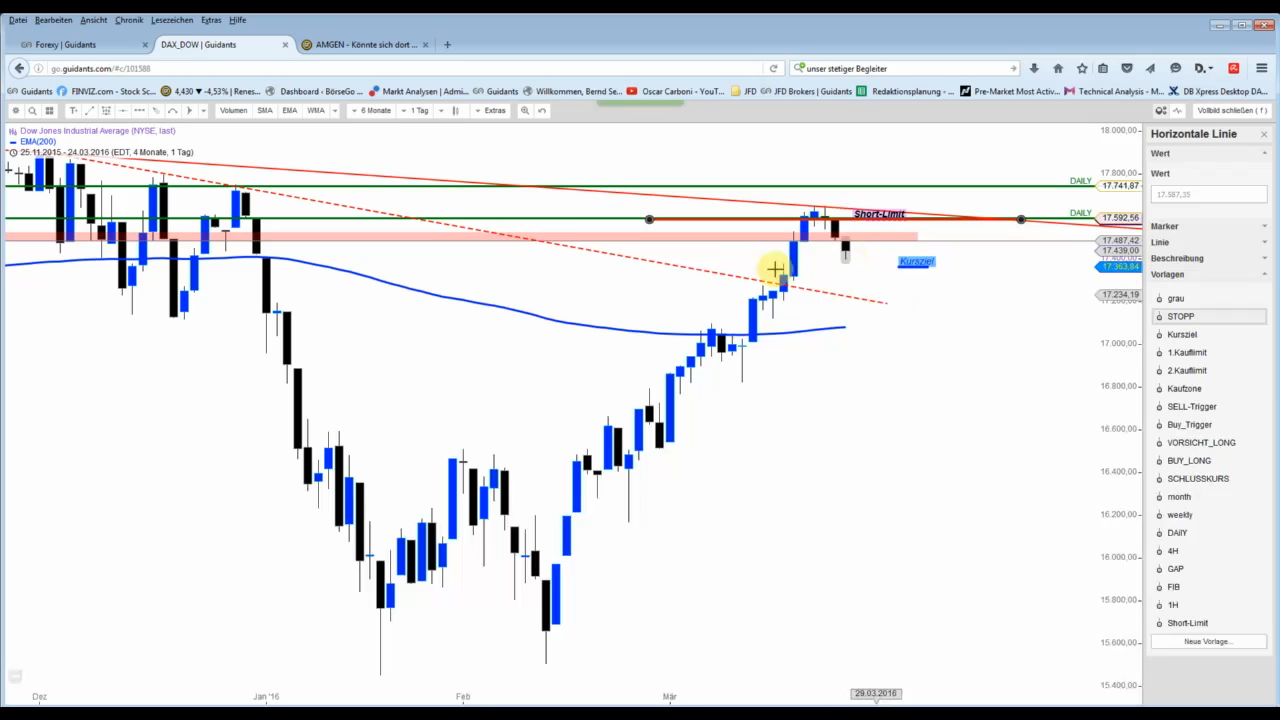 Datei Bearbeiten Ansicht Chronik Lesezeichen Extras Hilfe
Forexy | Guidants × DAX_DOW | Guidants × AMGEN - Könnte sich dort ... × +
go.guidants.com/#c/101588 unser stetiger Begleiter
Guidants FINVIZ.com - Stock Sc... 4,430 ▼ -4,53% | Renes... Dashboard - BörseGo ... Markt Analysen | Admi... Willkommen, Bernd Se... Oscar Carboni - YouT... JFD JFD Brokers | Guidants Redaktionsplanung - ... Pre-Market Most Activ... Technical Analysis - M... DB Xpress Desktop (Da...
Volumen SMA EMA WMA 6 Monate 1 Tag Extras Vollbild schließen ( f )
Dow Jones Industrial Average (NYSE, last)
EMA(200)
25.11.2015 - 24.03.2016 (EDT, 4 Monate, 1 Tag)
18.000,00
17.800,00
DAILY 17.741,87
DAILY 17.592,56
Short-Limit
17.487,42
17.439,00
Kursziel
17.363,84
17.234,19
17.000,00
16.800,00
16.600,00
16.400,00
16.200,00
16.000,00
15.800,00
15.600,00
15.400,00
Dez Jan '16 Feb Mär 29.03.2016
Horizontale Linie
Wert
Wert
17.587,35
Marker
Linie
Beschreibung
Vorlagen
grau
STOPP
Kursziel
1.Kauflimit
2.Kauflimit
Kaufzone
SELL-Trigger
Buy_Trigger
VORSICHT_LONG
BUY_LONG
SCHLUSSKURS
month
weekly
DAilY
4H
GAP
FIB
1H
Short-Limit
Neue Vorlage...